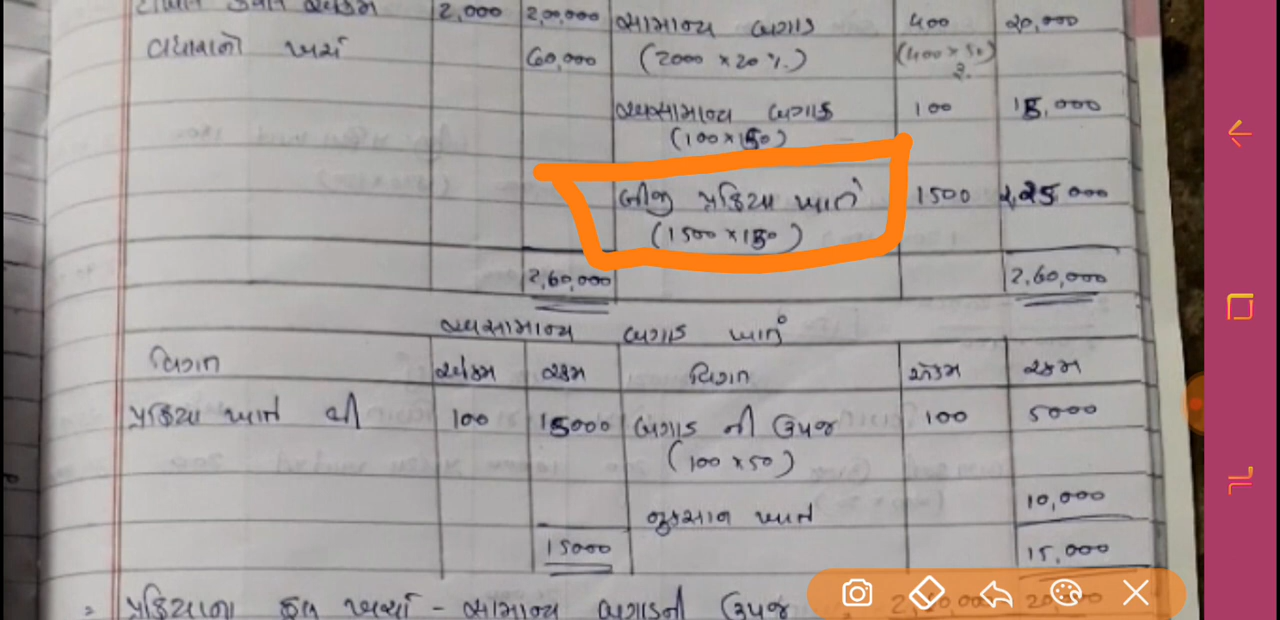 2,000 2,00,000 સામાન્ય બગાડ 400 20,000
વધારાનો ખર્ચ 60,000 (2000 × 20%) (400 × 50)
અસામાન્ય બગાડ 100 15,000
(100 × 150)
બીજી પ્રક્રિયા ખાતે 1500 2,25,000
(1500 × 150)
2,60,000 2,60,000
અસામાન્ય બગાડ ખાતું
વિગત એકમ રકમ વિગત એકમ રકમ
પ્રક્રિયા ખાતે થી 100 15000 બગાડ ની ઉપજ 100 5000
(100 × 50)
નુકસાન ખાતે 10,000
15000 15,000
= પ્રક્રિયાના કુલ ખર્ચા - સામાન્ય બગાડની ઉપજ